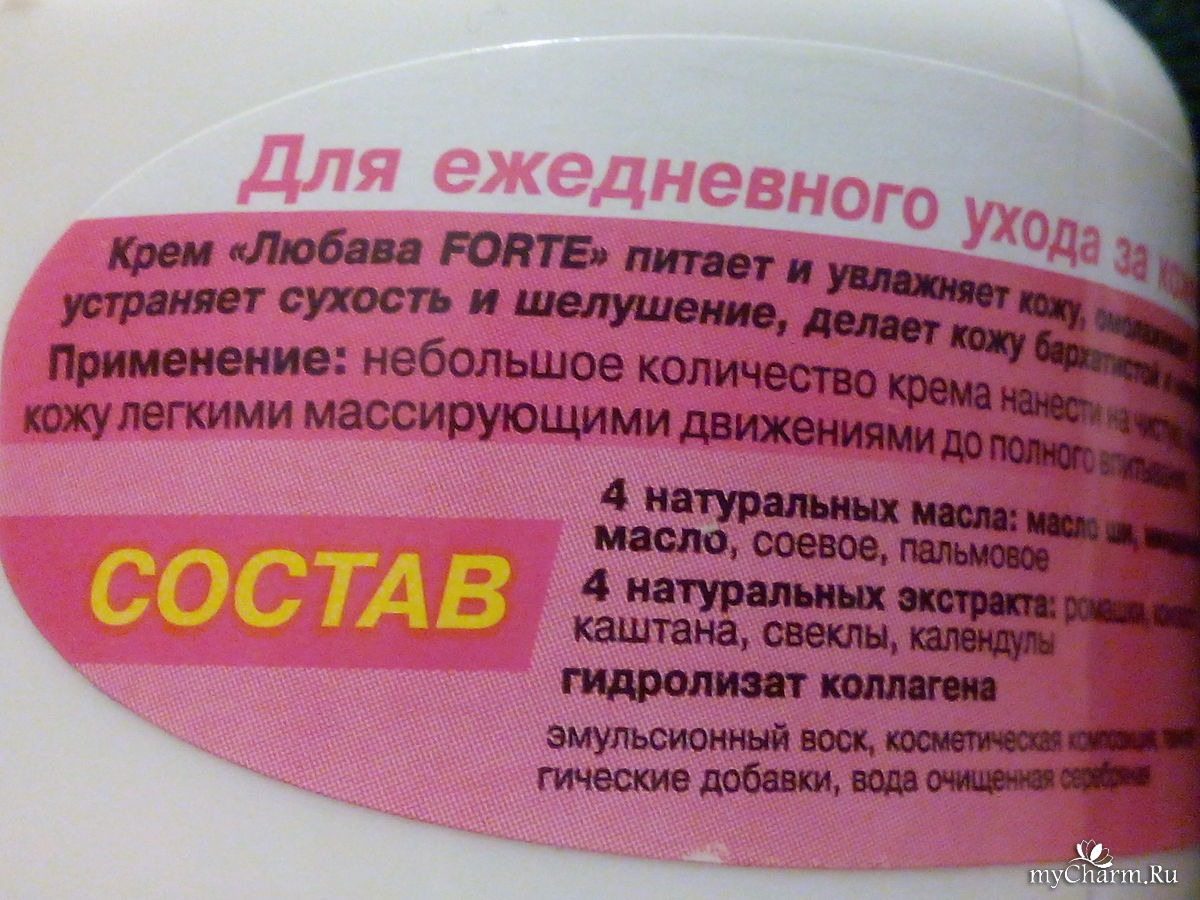 Для ежедневного ухода за
Крем «Любава FORTE» питает и увлажняет кожу,
устраняет сухость и шелушение, делает кожу бархатистой и
Применение: небольшое количество крема нанести на
кожу легкими массирующими движениями до полного
4 натуральных масла: масло ши,
масло, соевое, пальмовое
СОСТАВ
4 натуральных экстракта: ромашки,
каштана, свеклы, календулы
гидролизат коллагена
эмульсионный воск, косметическая
гические добавки, вода очищенная
myCharm.Ru